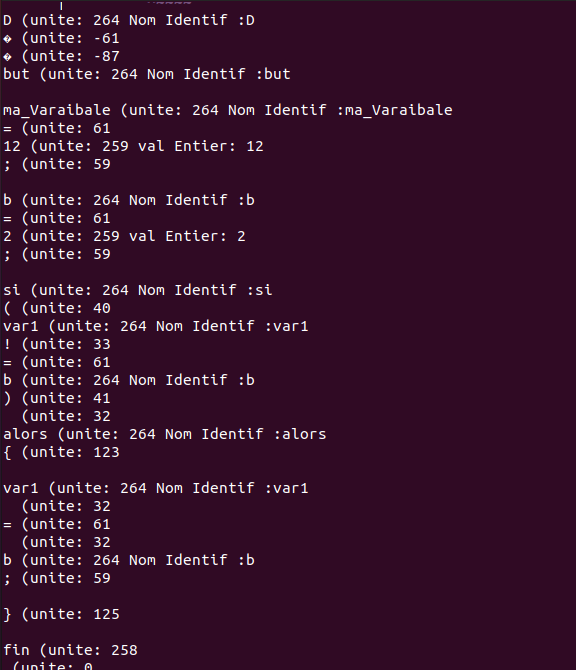 D (unite: 264 Nom Identif :D
� (unite: -61
� (unite: -87
but (unite: 264 Nom Identif :but
ma_Varaibale (unite: 264 Nom Identif :ma_Varaibale
= (unite: 61
12 (unite: 259 val Entier: 12
; (unite: 59
b (unite: 264 Nom Identif :b
= (unite: 61
2 (unite: 259 val Entier: 2
; (unite: 59
si (unite: 264 Nom Identif :si
( (unite: 40
var1 (unite: 264 Nom Identif :var1
! (unite: 33
= (unite: 61
b (unite: 264 Nom Identif :b
) (unite: 41
(unite: 32
alors (unite: 264 Nom Identif :alors
{ (unite: 123
var1 (unite: 264 Nom Identif :var1
(unite: 32
= (unite: 61
(unite: 32
b (unite: 264 Nom Identif :b
; (unite: 59
} (unite: 125
fin (unite: 258
(unite: 0